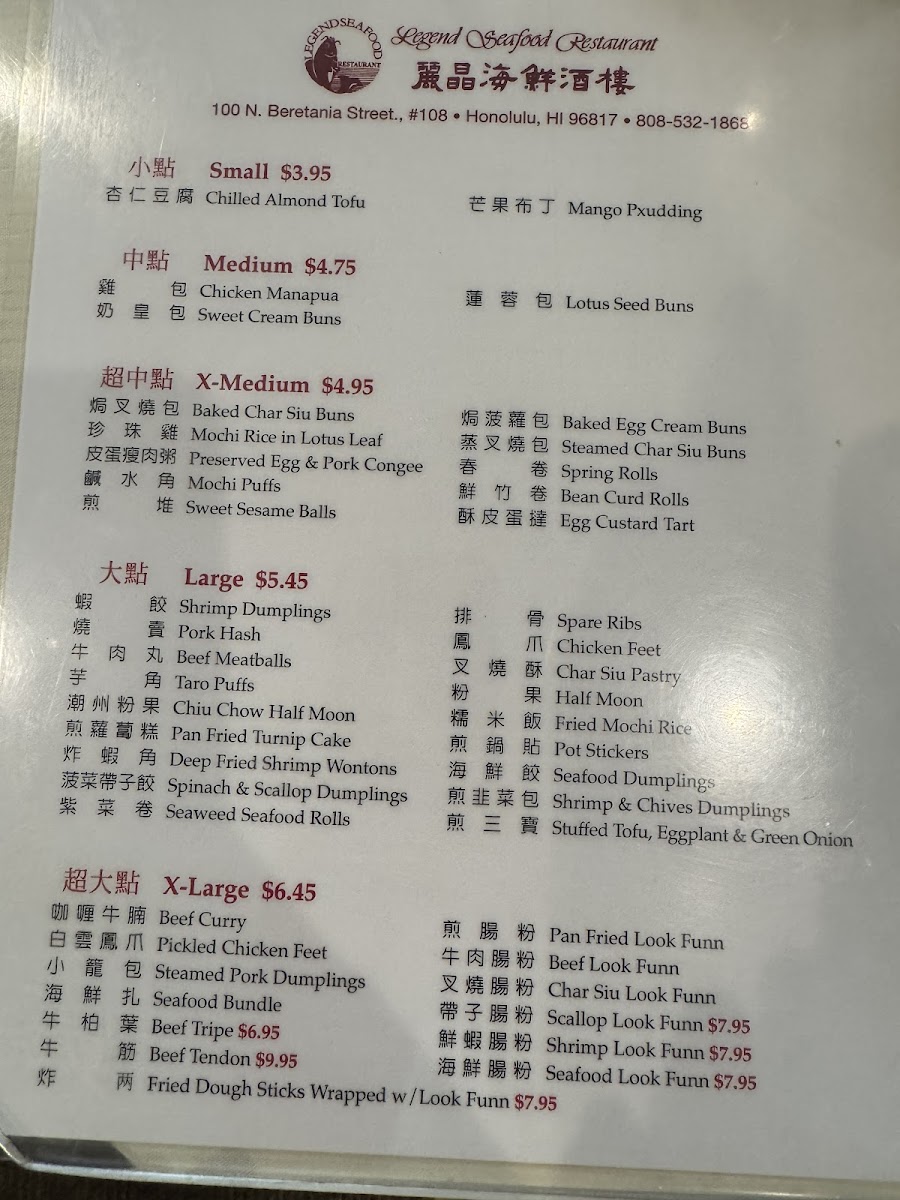 LEGENDSEAFOOD
RESTAURANT
Legend Seafood Restaurant
麗晶海鮮酒樓
100 N. Beretania Street., #108 • Honolulu, HI 96817 • 808-532-1868
小點 Small $3.95
杏仁豆腐 Chilled Almond Tofu
芒果布丁 Mango Pxudding
中點 Medium $4.75
雞包 Chicken Manapua
奶皇包 Sweet Cream Buns
蓮蓉包 Lotus Seed Buns
超中點 X-Medium $4.95
焗叉燒包 Baked Char Siu Buns
珍珠雞 Mochi Rice in Lotus Leaf
皮蛋瘦肉粥 Preserved Egg & Pork Congee
鹹水角 Mochi Puffs
煎堆 Sweet Sesame Balls
焗菠蘿包 Baked Egg Cream Buns
蒸叉燒包 Steamed Char Siu Buns
春卷 Spring Rolls
鮮竹卷 Bean Curd Rolls
酥皮蛋撻 Egg Custard Tart
大點 Large $5.45
蝦餃 Shrimp Dumplings
燒賣 Pork Hash
牛肉丸 Beef Meatballs
芋角 Taro Puffs
潮州粉果 Chiu Chow Half Moon
煎蘿蔔糕 Pan Fried Turnip Cake
炸蝦角 Deep Fried Shrimp Wontons
菠菜帶子餃 Spinach & Scallop Dumplings
紫菜卷 Seaweed Seafood Rolls
排骨 Spare Ribs
鳳爪 Chicken Feet
叉燒酥 Char Siu Pastry
粉果 Half Moon
糯米飯 Fried Mochi Rice
煎鍋貼 Pot Stickers
海鮮餃 Seafood Dumplings
煎韭菜包 Shrimp & Chives Dumplings
煎三寶 Stuffed Tofu, Eggplant & Green Onion
超大點 X-Large $6.45
咖喱牛腩 Beef Curry
白雲鳳爪 Pickled Chicken Feet
小籠包 Steamed Pork Dumplings
海鮮扎 Seafood Bundle
牛柏葉 Beef Tripe $6.95
牛筋 Beef Tendon $9.95
炸两 Fried Dough Sticks Wrapped w/Look Funn $7.95
煎腸粉 Pan Fried Look Funn
牛肉腸粉 Beef Look Funn
叉燒腸粉 Char Siu Look Funn
帶子腸粉 Scallop Look Funn $7.95
鮮蝦腸粉 Shrimp Look Funn $7.95
海鮮腸粉 Seafood Look Funn $7.95